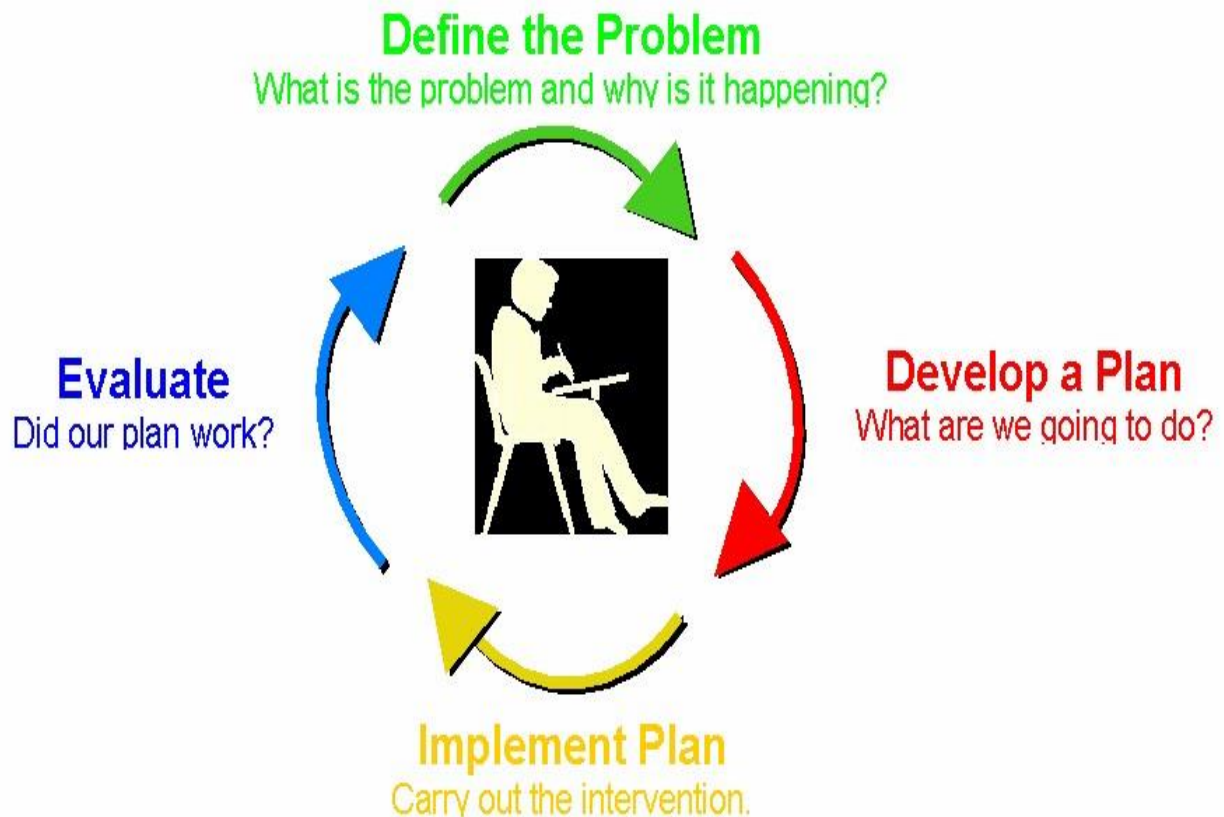 Define the Problem
What is the problem and why is it happening?
Develop a Plan
What are we going to do?
Implement Plan
Carry out the intervention.
Evaluate
Did our plan work?